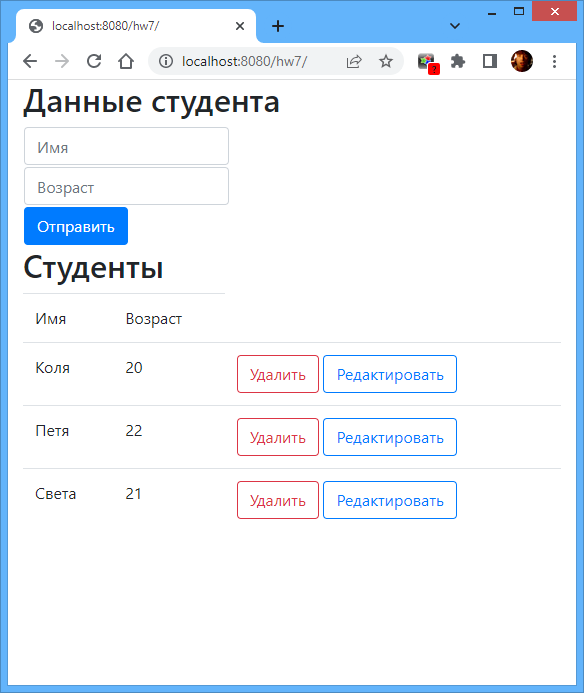 localhost:8080/hw7/
localhost:8080/hw7/
Данные студента
Имя
Возраст
Отправить
Студенты
Имя Возраст
Коля 20 Удалить Редактировать
Петя 22 Удалить Редактировать
Света 21 Удалить Редактировать